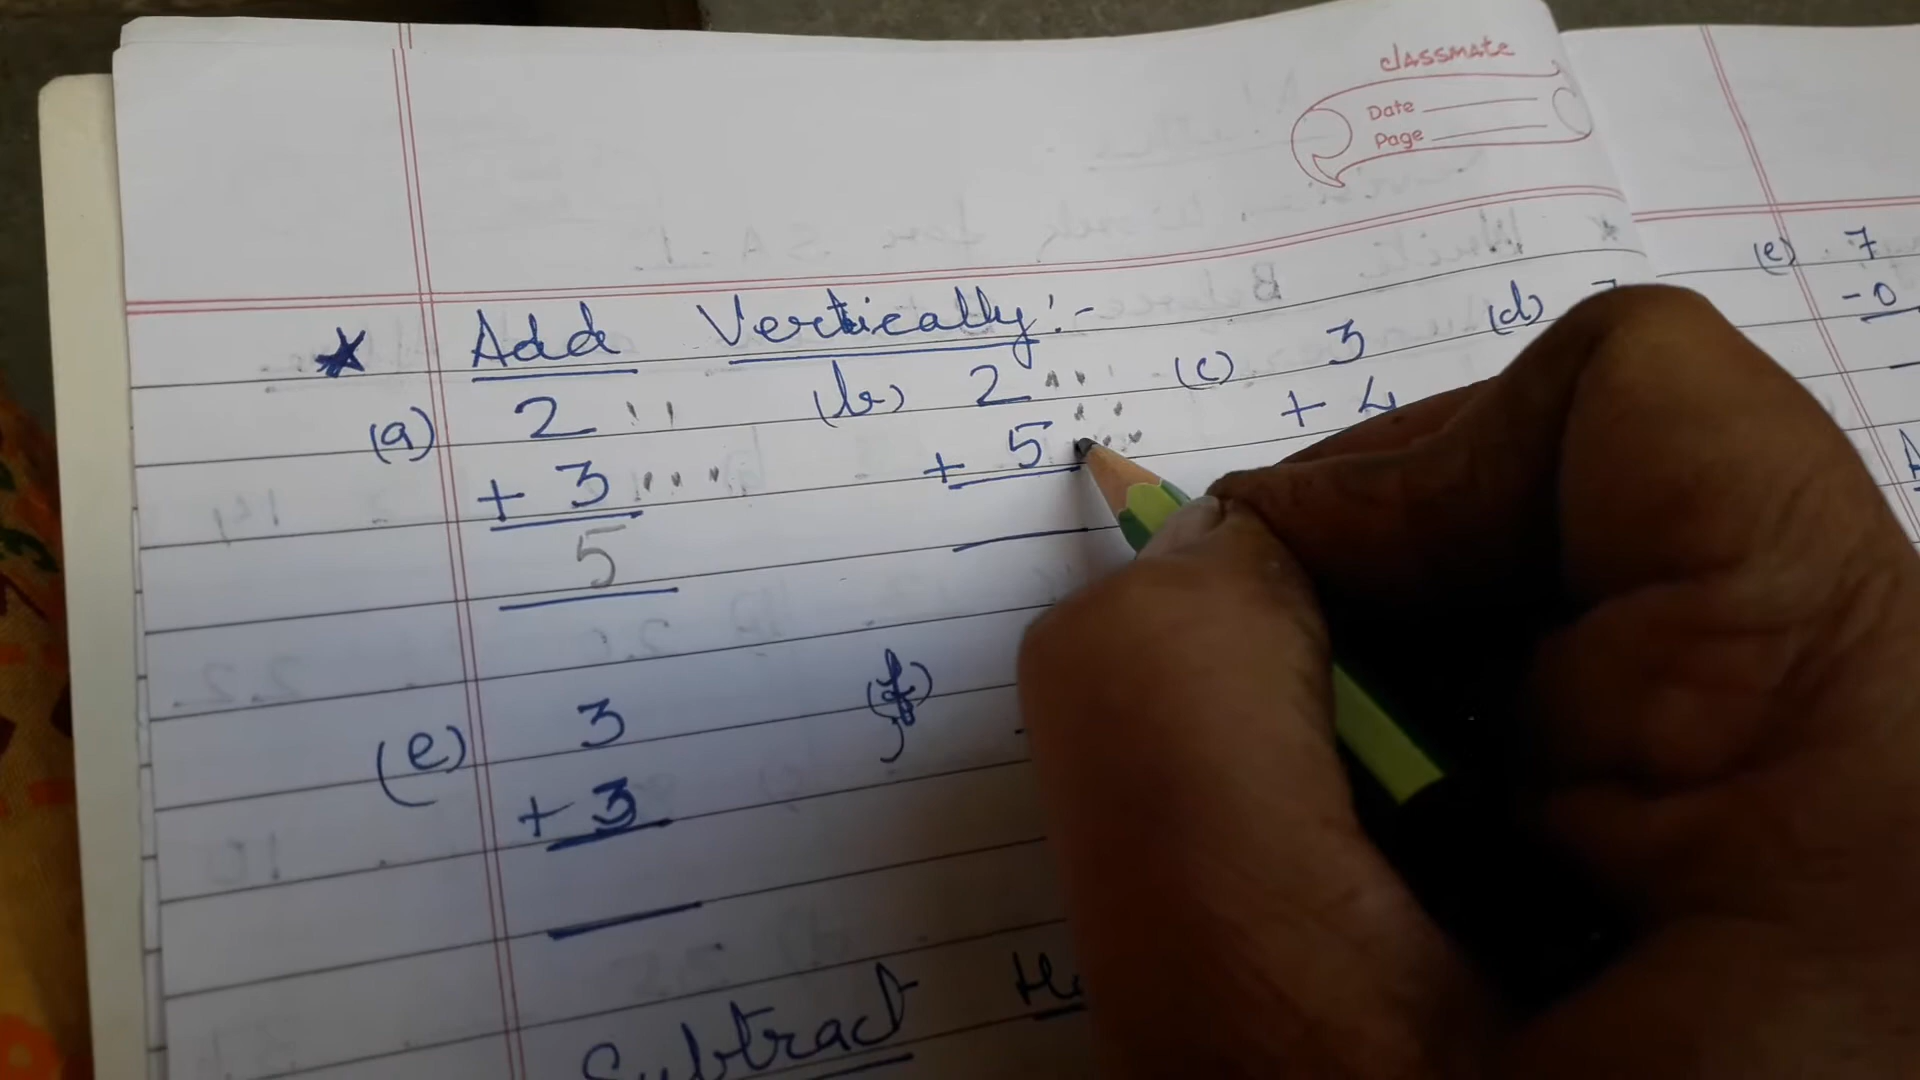 classmate
Date
Page
★ Add Vertically :-
(a) 2 (b) 2 (c) 3 (d)
+ 3 + 5 + 4
5
(e) 3 (f)
+ 3
Subtract
(e) 7
- 0